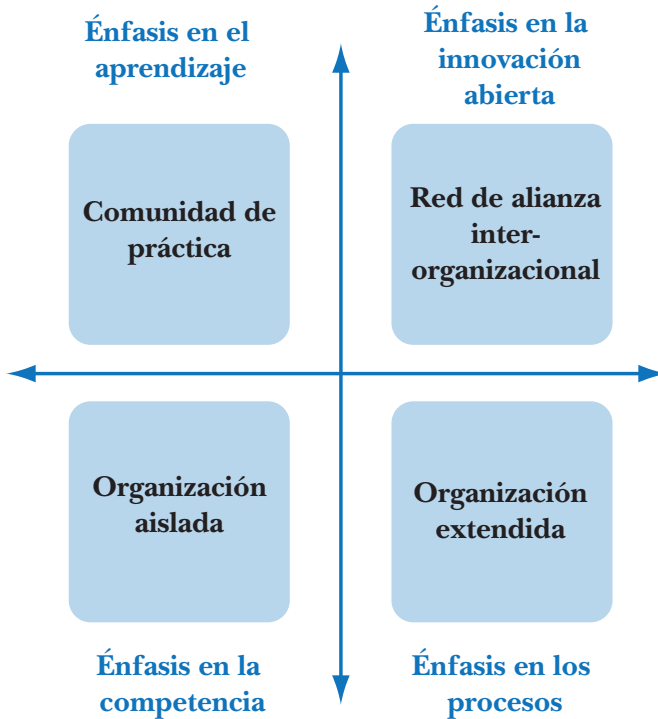 Énfasis en el
aprendizaje
Énfasis en la
innovación
abierta
Comunidad de
práctica
Red de alianza
inter-
organizacional
Organización
aislada
Organización
extendida
Énfasis en la
competencia
Énfasis en los
procesos